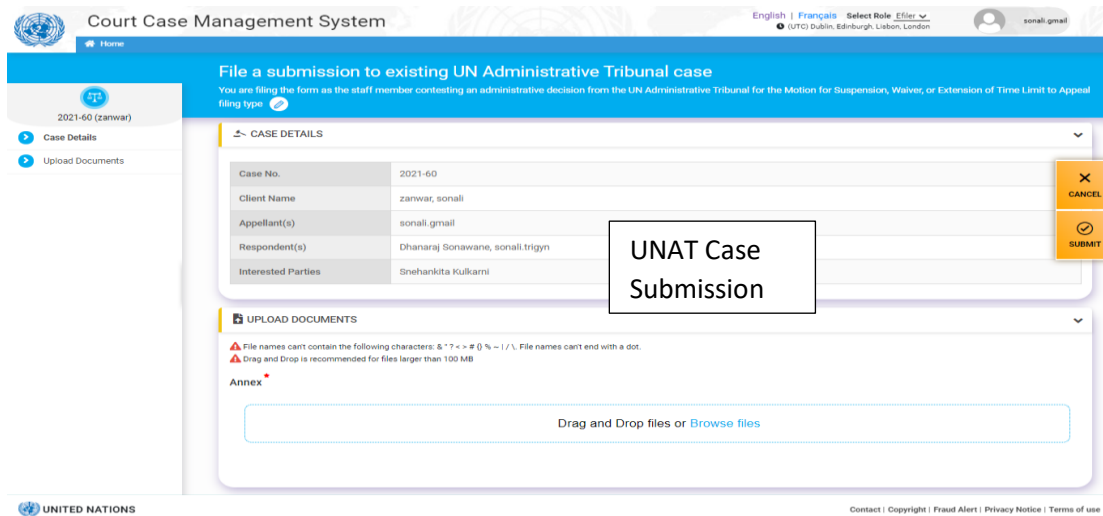 Court Case Management System
English | Français Select Role Efiler
(UTC) Dublin, Edinburgh, Lisbon, London
sonali.gmail
Home
File a submission to existing UN Administrative Tribunal case
You are filing the form as the staff member contesting an administrative decision from the UN Administrative Tribunal for the Motion for Suspension, Waiver, or Extension of Time Limit to Appeal
filing type
2021-60 (zanwar)
Case Details
Upload Documents
CASE DETAILS
Case No. 2021-60
Client Name zanwar, sonali
Appellant(s) sonali.gmail
Respondent(s) Dhanaraj Sonawane, sonali.trigyn
Interested Parties Snehankita Kulkarni
CANCEL
SUBMIT
UNAT Case
Submission
UPLOAD DOCUMENTS
File names can't contain the following characters: & " ? < > # {} % ~ | / \. File names can't end with a dot.
Drag and Drop is recommended for files larger than 100 MB
Annex *
Drag and Drop files or Browse files
UNITED NATIONS
Contact | Copyright | Fraud Alert | Privacy Notice | Terms of use